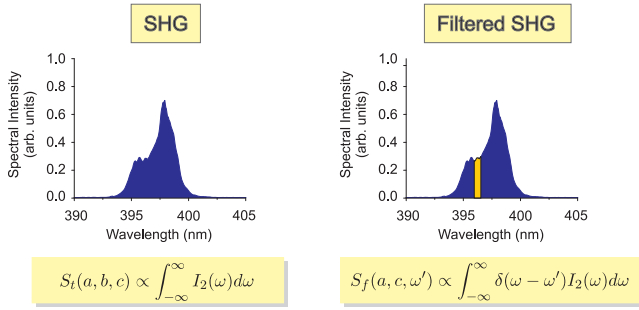 SHG
Filtered SHG
Spectral Intensity
(arb. units)
1.0
0.8
0.6
0.4
0.2
0.0
390 395 400 405
Wavelength (nm)
Spectral Intensity
(arb. units)
1.0
0.8
0.6
0.4
0.2
0.0
390 395 400 405
Wavelength (nm)
S_t(a, b, c) ∝ ∫_{-∞}^{∞} I_2(ω)dω
S_f(a, c, ω′) ∝ ∫_{-∞}^{∞} δ(ω − ω′)I_2(ω)dω